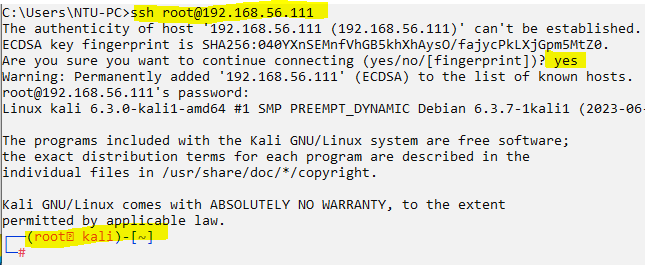 C:\Users\NTU-PC>ssh root@192.168.56.111
The authenticity of host '192.168.56.111 (192.168.56.111)' can't be established.
ECDSA key fingerprint is SHA256:040YXnSEMnfVhGB5khXhAysO/fajycPkLXjGpm5MtZ0.
Are you sure you want to continue connecting (yes/no/[fingerprint])? yes
Warning: Permanently added '192.168.56.111' (ECDSA) to the list of known hosts.
root@192.168.56.111's password:
Linux kali 6.3.0-kali1-amd64 #1 SMP PREEMPT_DYNAMIC Debian 6.3.7-1kali1 (2023-06-

The programs included with the Kali GNU/Linux system are free software;
the exact distribution terms for each program are described in the
individual files in /usr/share/doc/*/copyright.

Kali GNU/Linux comes with ABSOLUTELY NO WARRANTY, to the extent
permitted by applicable law.
┌──(root㉿ kali)-[~]
└─#